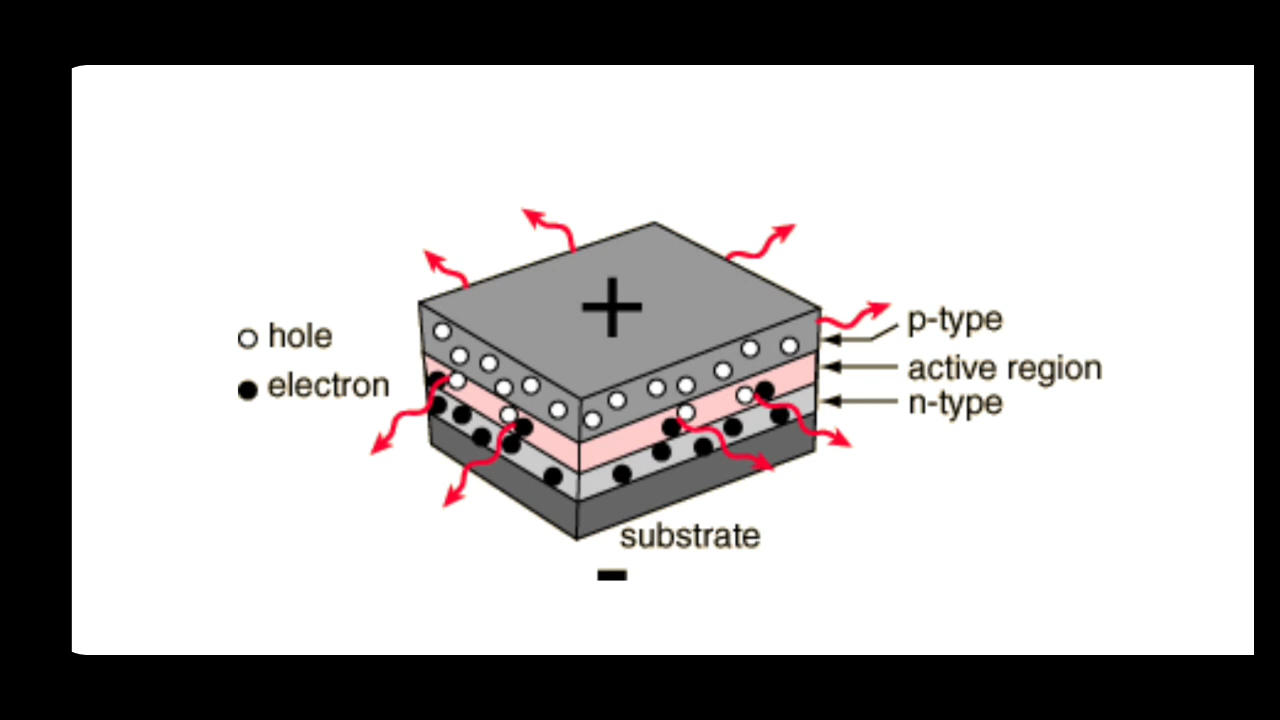 hole
electron
+
p-type
active region
n-type
substrate
-